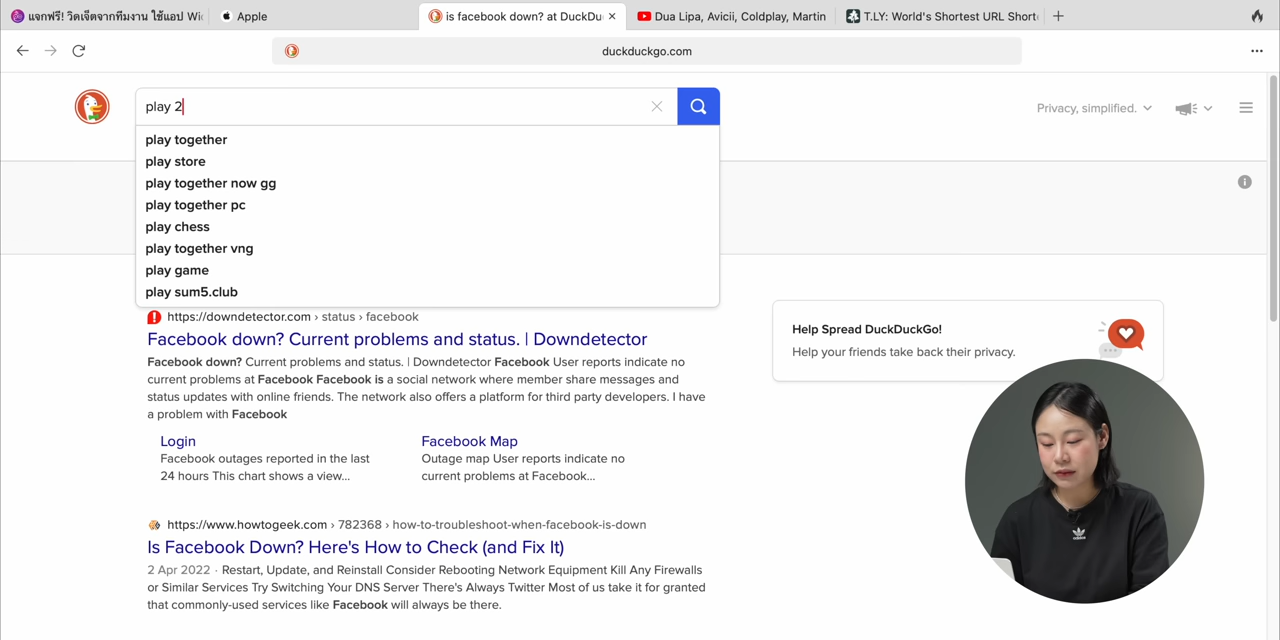 แจกฟรี! วิดเจ็ตจากทีมงาน ใช้แอป Wi
Apple
is facebook down? at DuckDu
Dua Lipa, Avicii, Coldplay, Martin
T.LY: World's Shortest URL Short
duckduckgo.com
play 2
Privacy, simplified.
play together
play store
play together now gg
play together pc
play chess
play together vng
play game
play sum5.club
https://downdetector.com › status › facebook
Facebook down? Current problems and status. | Downdetector
Facebook down? Current problems and status. | Downdetector Facebook User reports indicate no
current problems at Facebook Facebook is a social network where member share messages and
status updates with online friends. The network also offers a platform for third party developers. I have
a problem with Facebook
Login
Facebook outages reported in the last
24 hours This chart shows a view...
Facebook Map
Outage map User reports indicate no
current problems at Facebook...
https://www.howtogeek.com › 782368 › how-to-troubleshoot-when-facebook-is-down
Is Facebook Down? Here's How to Check (and Fix It)
2 Apr 2022 · Restart, Update, and Reinstall Consider Rebooting Network Equipment Kill Any Firewalls
or Similar Services Try Switching Your DNS Server There's Always Twitter Most of us take it for granted
that commonly-used services like Facebook will always be there.
Help Spread DuckDuckGo!
Help your friends take back their privacy.